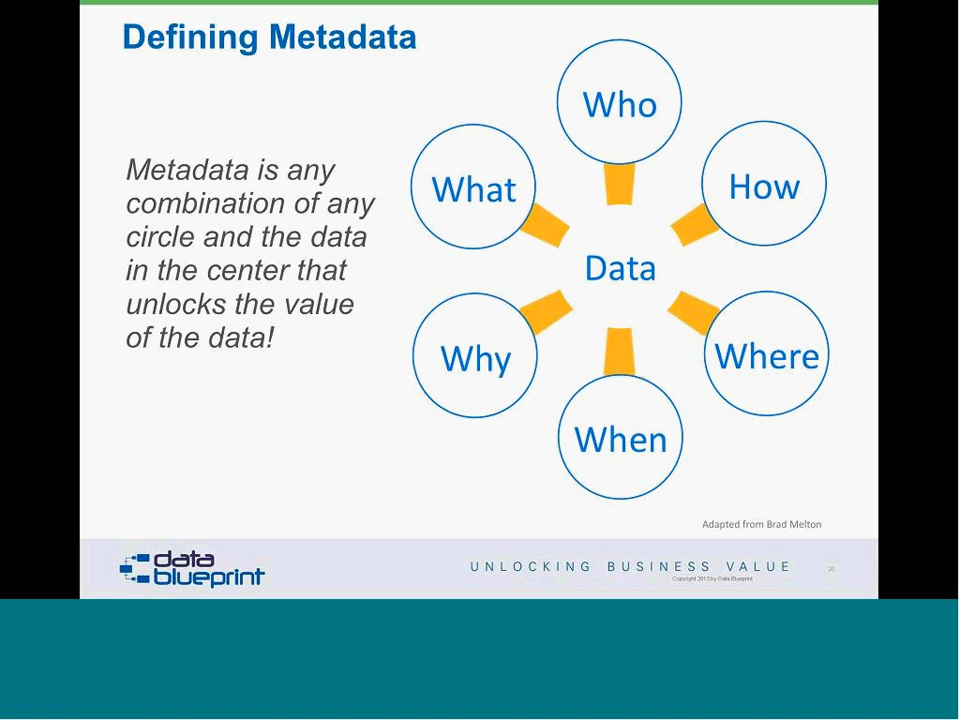 Defining Metadata
Metadata is any
combination of any
circle and the data
in the center that
unlocks the value
of the data!
Who
What
How
Data
Why
Where
When
Adapted from Brad Melton
data
blueprint
UNLOCKING BUSINESS VALUE
Copyright 2013 by Data Blueprint
20